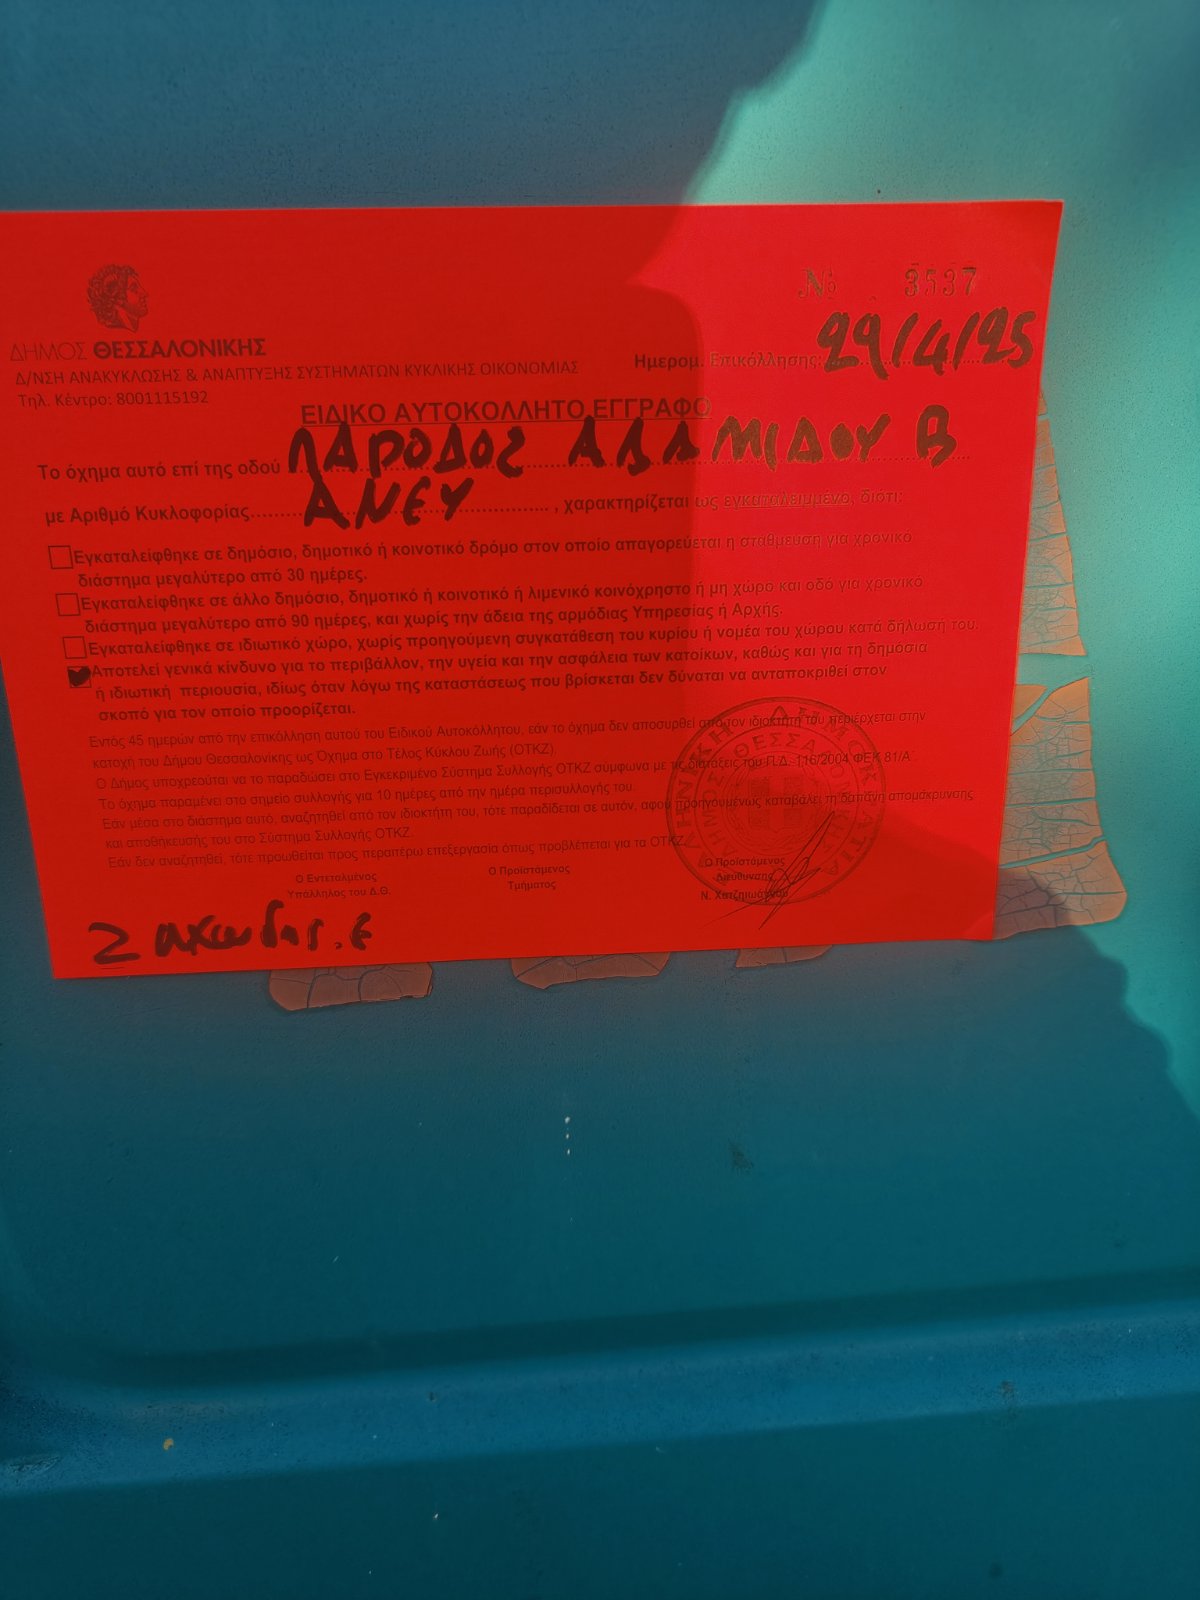 Νο 3537
ΔΗΜΟΣ ΘΕΣΣΑΛΟΝΙΚΗΣ
Ημερομ. Επικόλλησης: 29/4/25
Δ/ΝΣΗ ΑΝΑΚΥΚΛΩΣΗΣ & ΑΝΑΠΤΥΞΗΣ ΣΥΣΤΗΜΑΤΩΝ ΚΥΚΛΙΚΗΣ ΟΙΚΟΝΟΜΙΑΣ
Τηλ. Κέντρο: 8001115192
ΕΙΔΙΚΟ ΑΥΤΟΚΟΛΛΗΤΟ ΕΓΓΡΑΦΟ
Το όχημα αυτό επί της οδού ΠΑΡΟΔΟΣ ΑΔΑΜΙΔΟΥ Β
με Αριθμό Κυκλοφορίας ΑΝΕΥ , χαρακτηρίζεται ως εγκαταλειμμένο, διότι:
Εγκαταλείφθηκε σε δημόσιο, δημοτικό ή κοινοτικό δρόμο στον οποίο απαγορεύεται η στάθμευση για χρονικό
διάστημα μεγαλύτερο από 30 ημέρες.
Εγκαταλείφθηκε σε άλλο δημόσιο, δημοτικό ή κοινοτικό ή λιμενικό κοινόχρηστο ή μη χώρο και οδό για χρονικό
διάστημα μεγαλύτερο από 90 ημέρες, και χωρίς την άδεια της αρμόδιας Υπηρεσίας ή Αρχής.
Εγκαταλείφθηκε σε ιδιωτικό χώρο, χωρίς προηγούμενη συγκατάθεση του κυρίου ή νομέα του χώρου κατά δήλωσή του.
Αποτελεί γενικά κίνδυνο για το περιβάλλον, την υγεία και την ασφάλεια των κατοίκων, καθώς και για τη δημόσια
ή ιδιωτική περιουσία, ιδίως όταν λόγω της καταστάσεως που βρίσκεται δεν δύναται να ανταποκριθεί στον
σκοπό για τον οποίο προορίζεται.
Εντός 45 ημερών από την επικόλληση αυτού του Ειδικού Αυτοκόλλητου, εάν το όχημα δεν αποσυρθεί από τον ιδιοκτήτη του περιέρχεται στην
κατοχή του Δήμου Θεσσαλονίκης ως Όχημα στο Τέλος Κύκλου Ζωής (ΟΤΚΖ).
Ο Δήμος υποχρεούται να το παραδώσει στο Εγκεκριμένο Σύστημα Συλλογής ΟΤΚΖ σύμφωνα με τις διατάξεις του Π.Δ. 116/2004 ΦΕΚ 81/Α΄.
Το όχημα παραμένει στο σημείο συλλογής για 10 ημέρες από την ημέρα περισυλλογής του.
Εάν μέσα στο διάστημα αυτό, αναζητηθεί από τον ιδιοκτήτη του, τότε παραδίδεται σε αυτόν, αφού προηγουμένως καταβάλει τη δαπάνη απομάκρυνσης
και αποθήκευσής του στο Σύστημα Συλλογής ΟΤΚΖ.
Εάν δεν αναζητηθεί, τότε προωθείται προς περαιτέρω επεξεργασία όπως προβλέπεται για τα ΟΤΚΖ.
Ο Εντεταλμένος
Υπάλληλος του Δ.Θ.
Ο Προϊστάμενος
Τμήματος
Ο Προϊστάμενος
Διεύθυνσης
Ν. Χατζηιωάννου
ΕΛΛΗΝΙΚΗ ΔΗΜΟΚΡΑΤΙΑ
ΔΗΜΟΣ ΘΕΣΣΑΛΟΝΙΚΗΣ